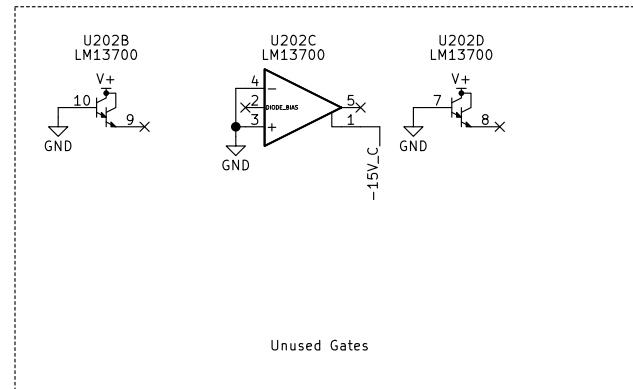 U202B
LM13700
V+
10
9
GND
U202C
LM13700
4
−
2
DIODE_BIAS
5
3
+
1
GND
-15V_C
U202D
LM13700
V+
7
8
GND
Unused Gates